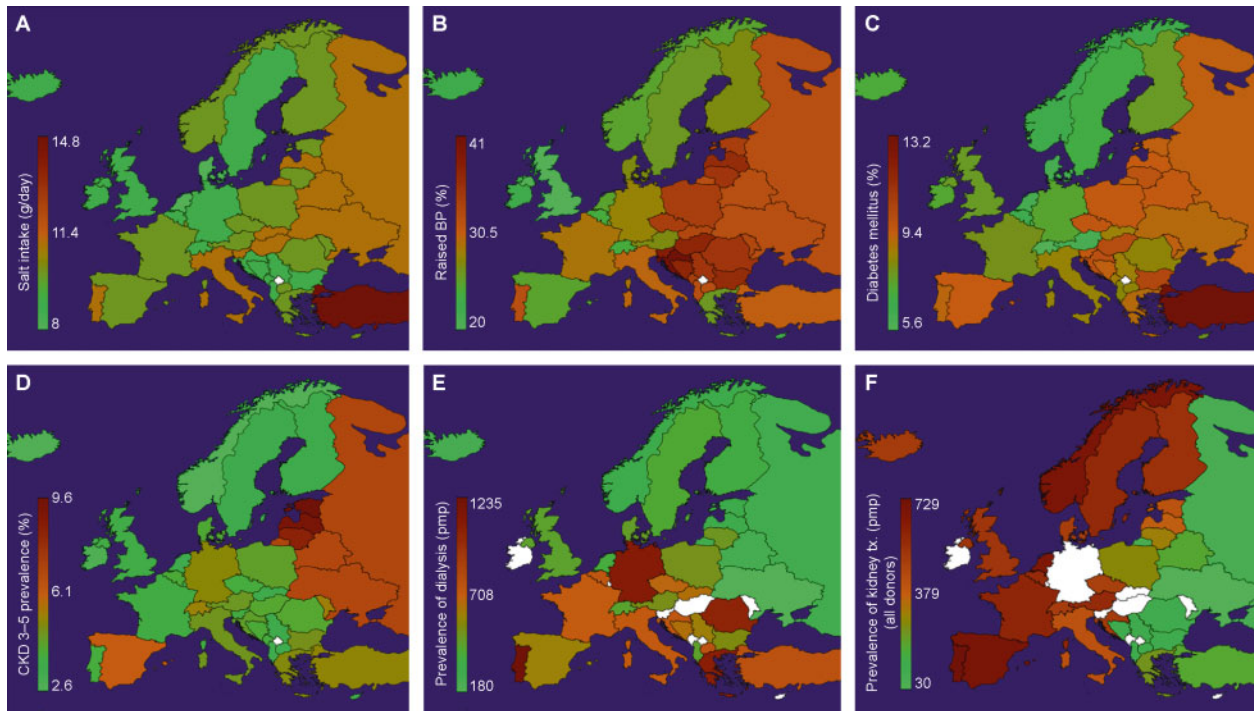 A
14.8
Salt intake (g/day)
11.4
8
B
41
Raised BP (%)
30.5
20
C
13.2
Diabetes mellitus (%)
9.4
5.6
D
9.6
CKD 3–5 prevalence (%)
6.1
2.6
E
1235
Prevalence of dialysis (pmp)
708
180
F
729
Prevalence of kidney tx. (pmp)
(all donors)
379
30